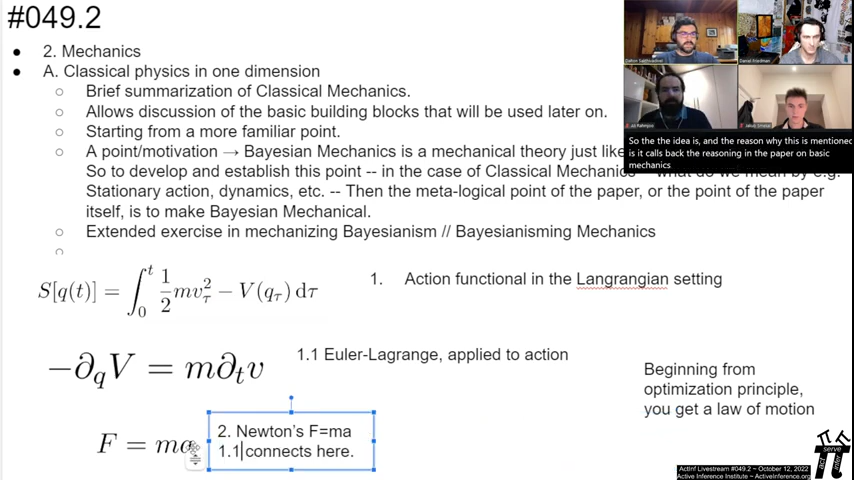 #049.2
2. Mechanics
A. Classical physics in one dimension
Brief summarization of Classical Mechanics.
Allows discussion of the basic building blocks that will be used later on.
Starting from a more familiar point.
A point/motivation → Bayesian Mechanics is a mechanical theory just like
So to develop and establish this point -- in the case of Classical Mechanics
Stationary action, dynamics, etc. -- Then the meta-logical point of the paper, or the point of the paper
itself, is to make Bayesian Mechanical.
Extended exercise in mechanizing Bayesianism // Bayesianisming Mechanics
So the the idea is, and the reason why this is mentioned
is it calls back the reasoning in the paper on basic
mechanics
S[q(t)] = ∫₀ᵗ ½mv²_τ − V(q_τ) dτ
1. Action functional in the Langrangian setting
−∂_qV = m∂_tv
1.1 Euler-Lagrange, applied to action
Beginning from
optimization principle,
you get a law of motion
F = ma
2. Newton's F=ma
1.1 connects here.
act
serve
infer
ActInf Livestream #049.2 ~ October 12, 2022
Active Inference Institute ~ ActiveInference.org